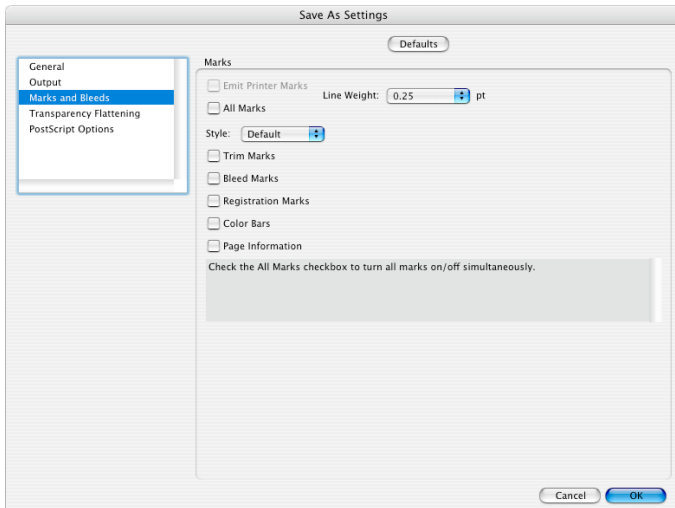 Save As Settings
Defaults
General
Output
Marks and Bleeds
Transparency Flattening
PostScript Options
Marks
Emit Printer Marks
Line Weight: 0.25 pt
All Marks
Style: Default
Trim Marks
Bleed Marks
Registration Marks
Color Bars
Page Information
Check the All Marks checkbox to turn all marks on/off simultaneously.
Cancel
OK